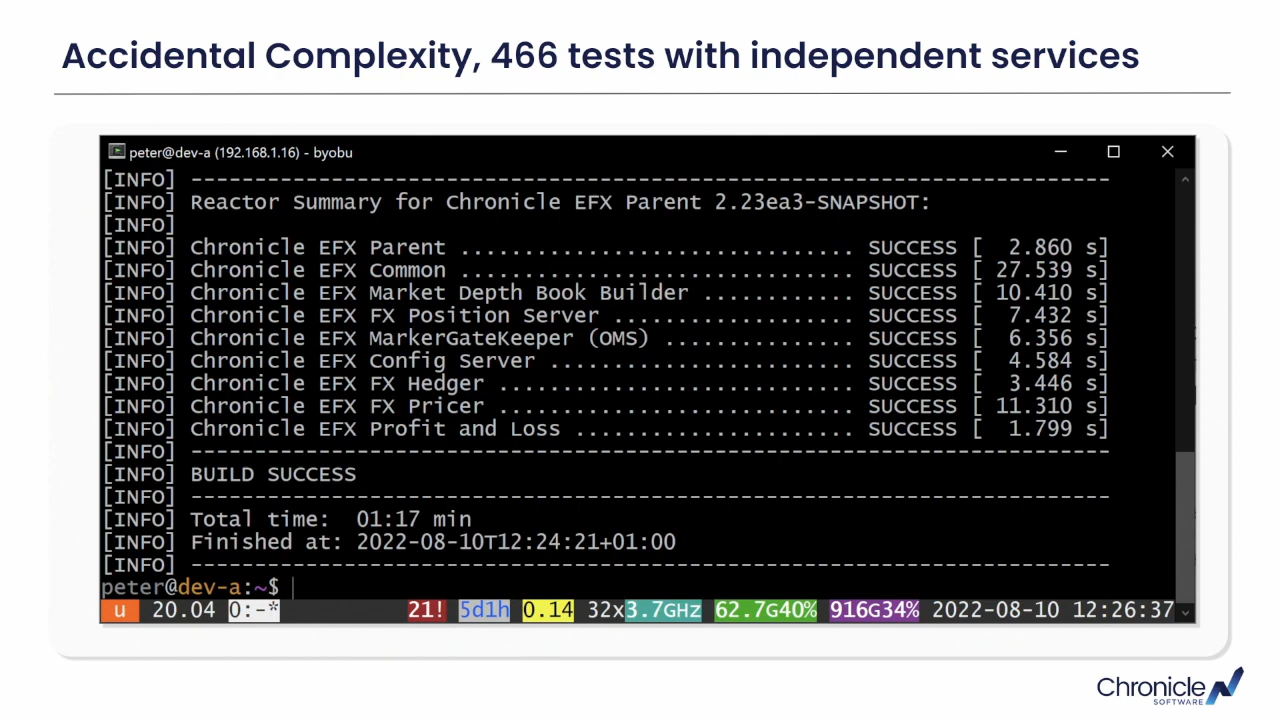 Accidental Complexity, 466 tests with independent services
peter@dev-a (192.168.1.16) - byobu
[INFO] ------------------------------------------------------------------------
[INFO] Reactor Summary for Chronicle EFX Parent 2.23ea3-SNAPSHOT:
[INFO]
[INFO] Chronicle EFX Parent ............................... SUCCESS [  2.860 s]
[INFO] Chronicle EFX Common ............................... SUCCESS [ 27.539 s]
[INFO] Chronicle EFX Market Depth Book Builder ............ SUCCESS [ 10.410 s]
[INFO] Chronicle EFX FX Position Server ................... SUCCESS [  7.432 s]
[INFO] Chronicle EFX MarkerGateKeeper (OMS) ............... SUCCESS [  6.356 s]
[INFO] Chronicle EFX Config Server ........................ SUCCESS [  4.584 s]
[INFO] Chronicle EFX FX Hedger ............................ SUCCESS [  3.446 s]
[INFO] Chronicle EFX FX Pricer ............................ SUCCESS [ 11.310 s]
[INFO] Chronicle EFX Profit and Loss ...................... SUCCESS [  1.799 s]
[INFO] ------------------------------------------------------------------------
[INFO] BUILD SUCCESS
[INFO] ------------------------------------------------------------------------
[INFO] Total time:  01:17 min
[INFO] Finished at: 2022-08-10T12:24:21+01:00
[INFO] ------------------------------------------------------------------------
peter@dev-a:~$
u 20.04 0:-* 21! 5d1h 0.14 32x3.7GHz 62.7G40% 916G34% 2022-08-10 12:26:37
Chronicle
SOFTWARE